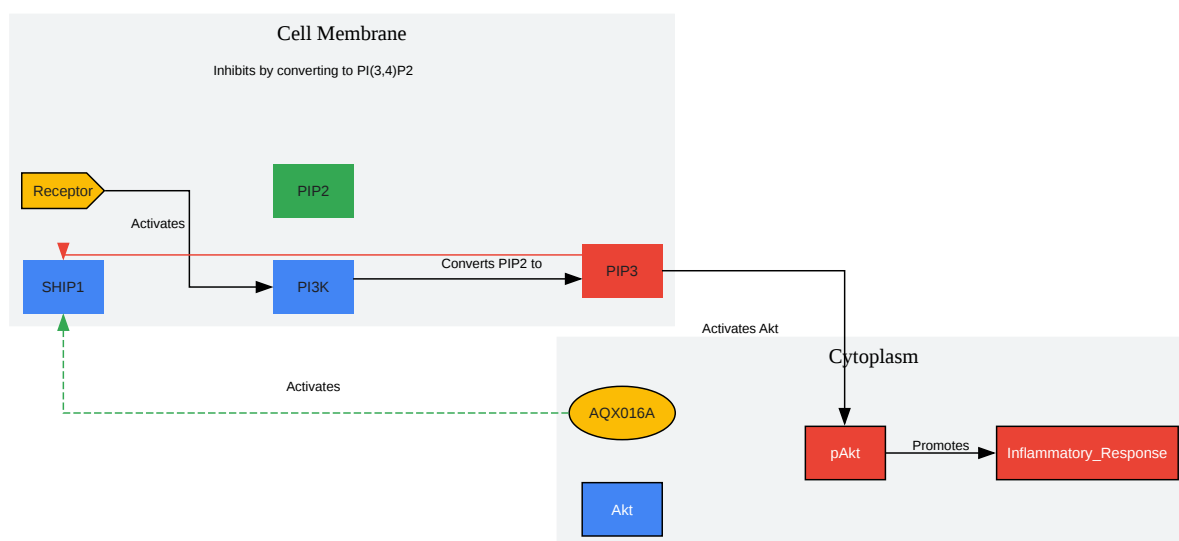 Cell Membrane
Inhibits by converting to PI(3,4)P2
Receptor
PIP2
Activates
SHIP1
PI3K
Converts PIP2 to
PIP3
Activates Akt
Cytoplasm
Activates
AQX016A
pAkt
Promotes
Inflammatory_Response
Akt